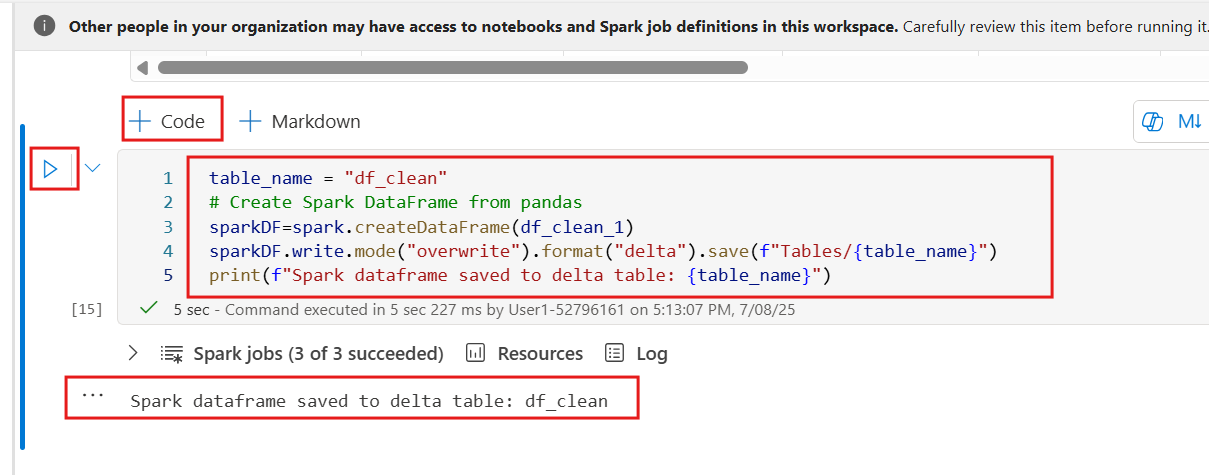 Other people in your organization may have access to notebooks and Spark job definitions in this workspace. Carefully review this item before running it.
Code Markdown M↓
1 table_name = "df_clean"
2 # Create Spark DataFrame from pandas
3 sparkDF=spark.createDataFrame(df_clean_1)
4 sparkDF.write.mode("overwrite").format("delta").save(f"Tables/{table_name}")
5 print(f"Spark dataframe saved to delta table: {table_name}")
[15] 5 sec - Command executed in 5 sec 227 ms by User1-52796161 on 5:13:07 PM, 7/08/25
Spark jobs (3 of 3 succeeded) Resources Log
... Spark dataframe saved to delta table: df_clean